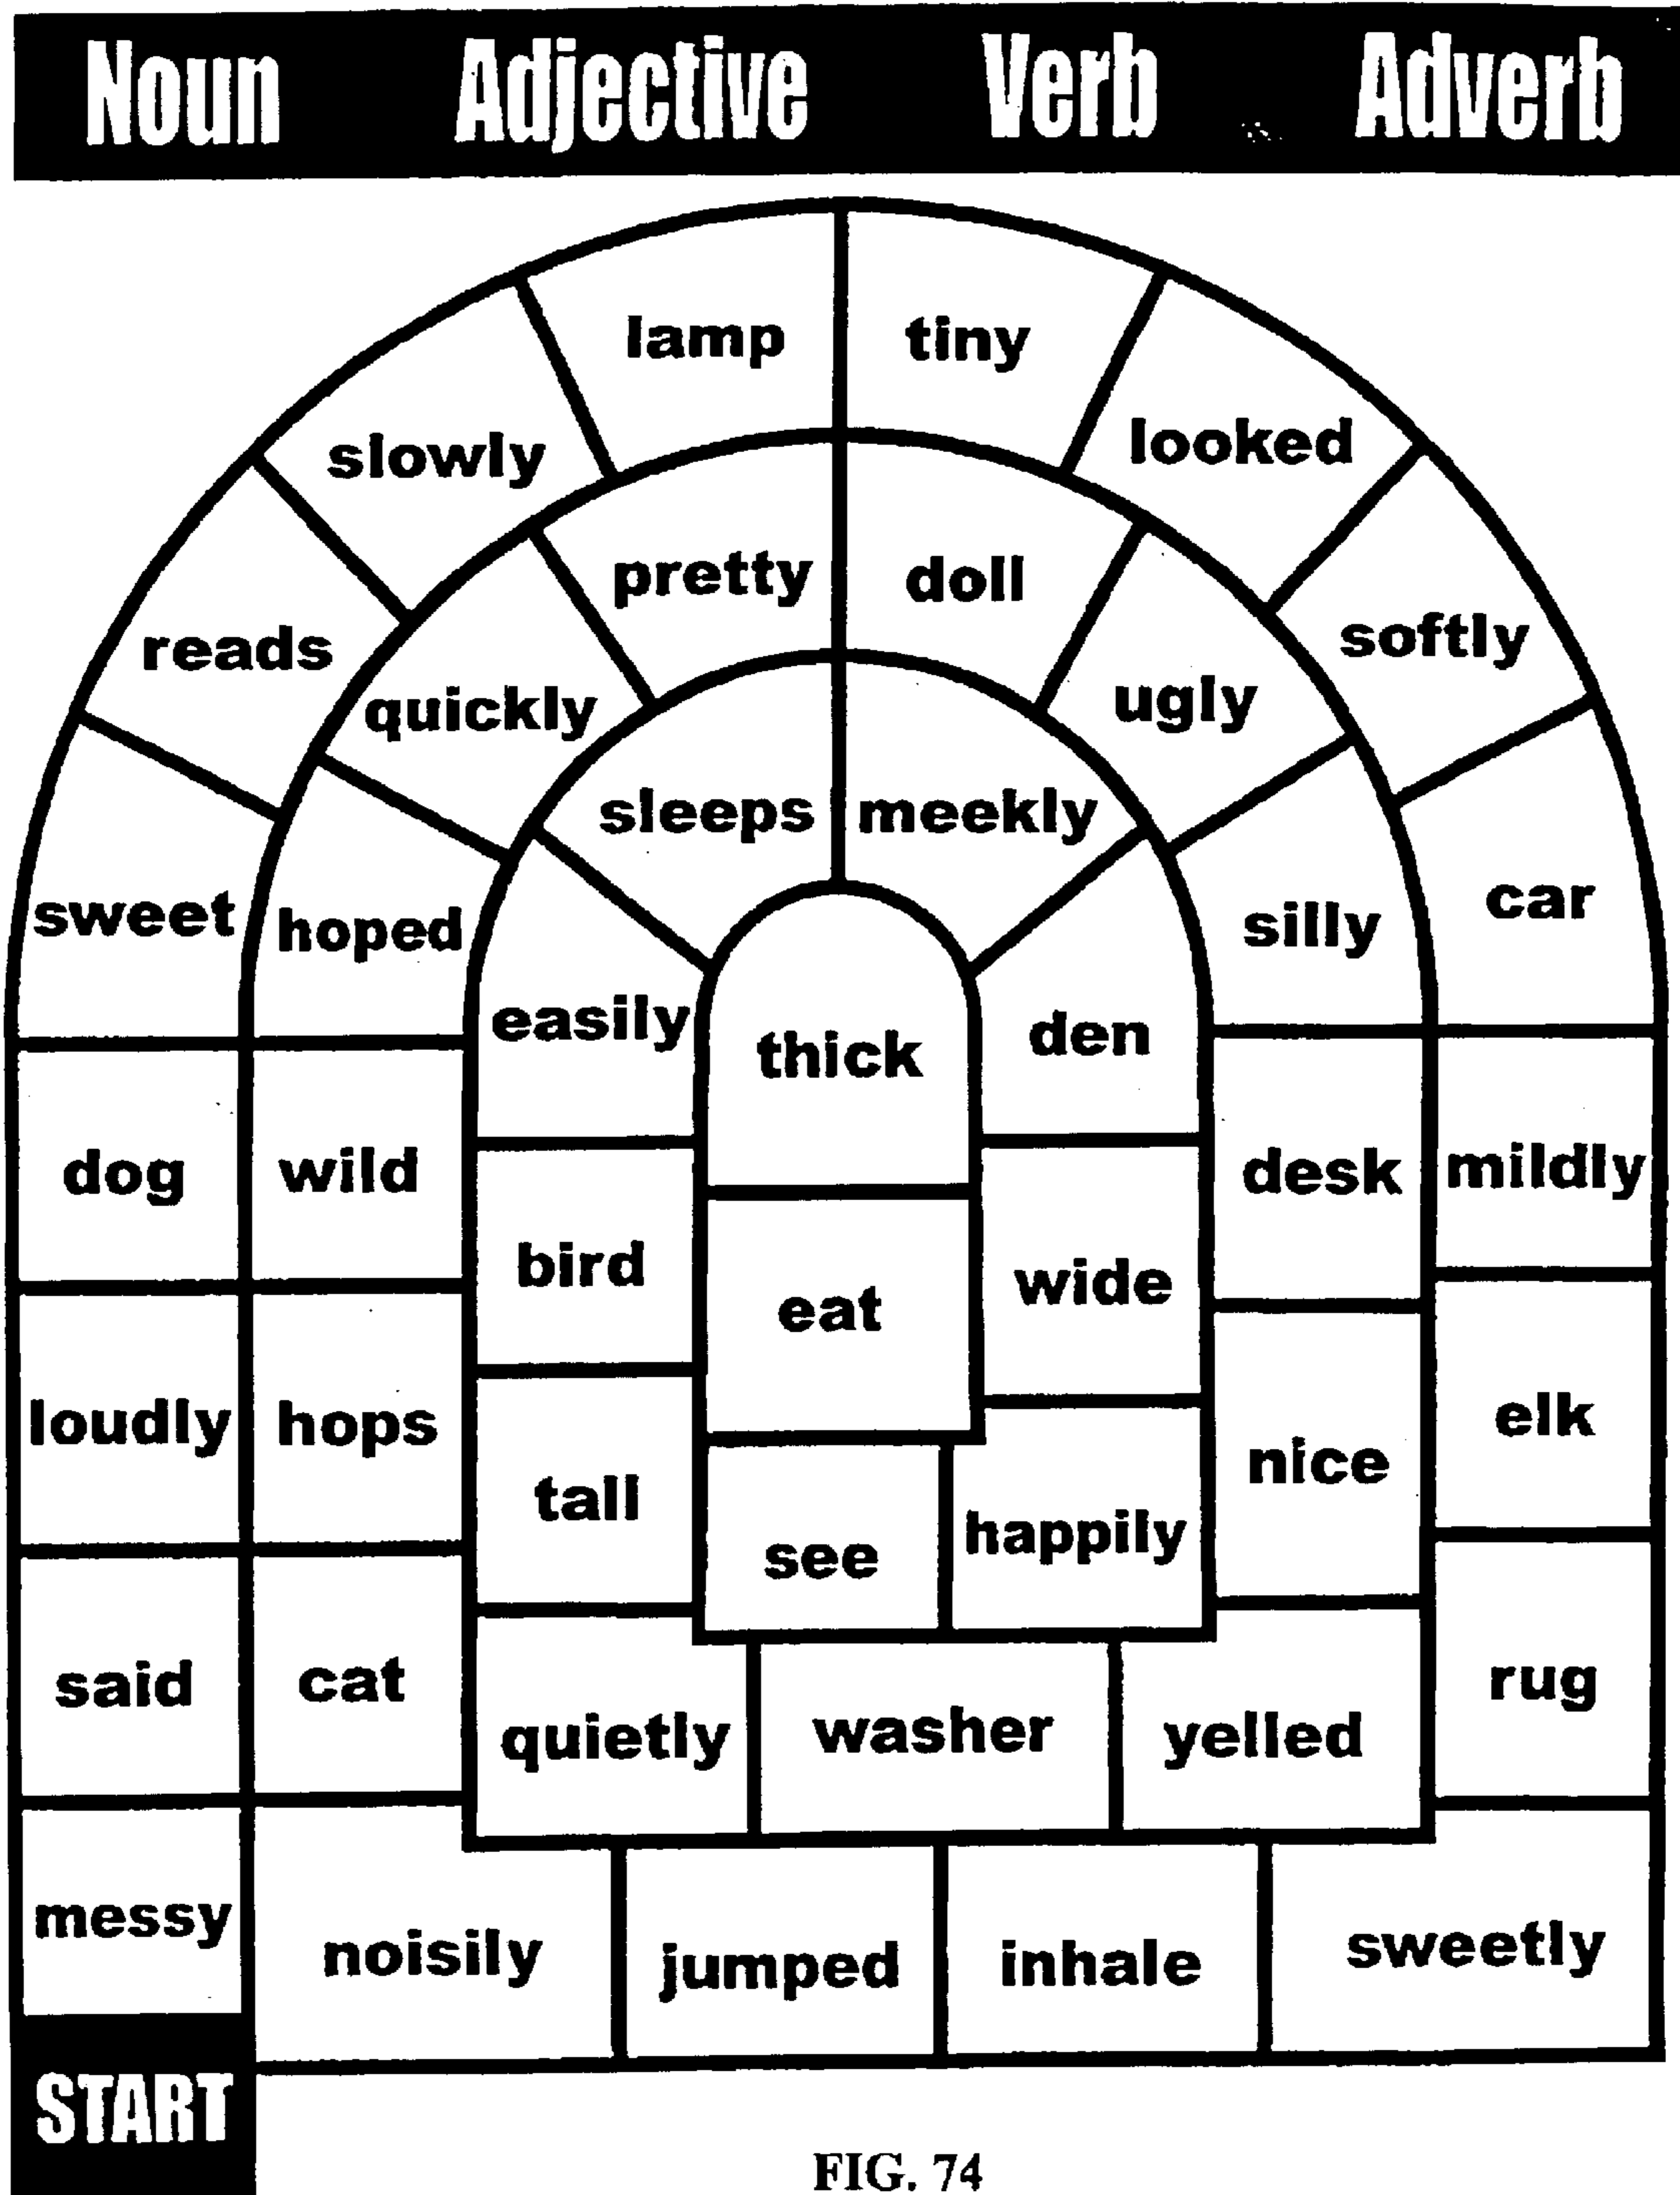 Noun Adjective Verb Adverb
lamp tiny
slowly looked
pretty doll
reads softly
quickly ugly
sleeps meekly
sweet hoped silly car
easily thick den
dog wild desk mildly
bird eat wide
loudly hops nice elk
tall see happily
said cat rug
quietly washer yelled
messy noisily jumped inhale sweetly
START
FIG. 74